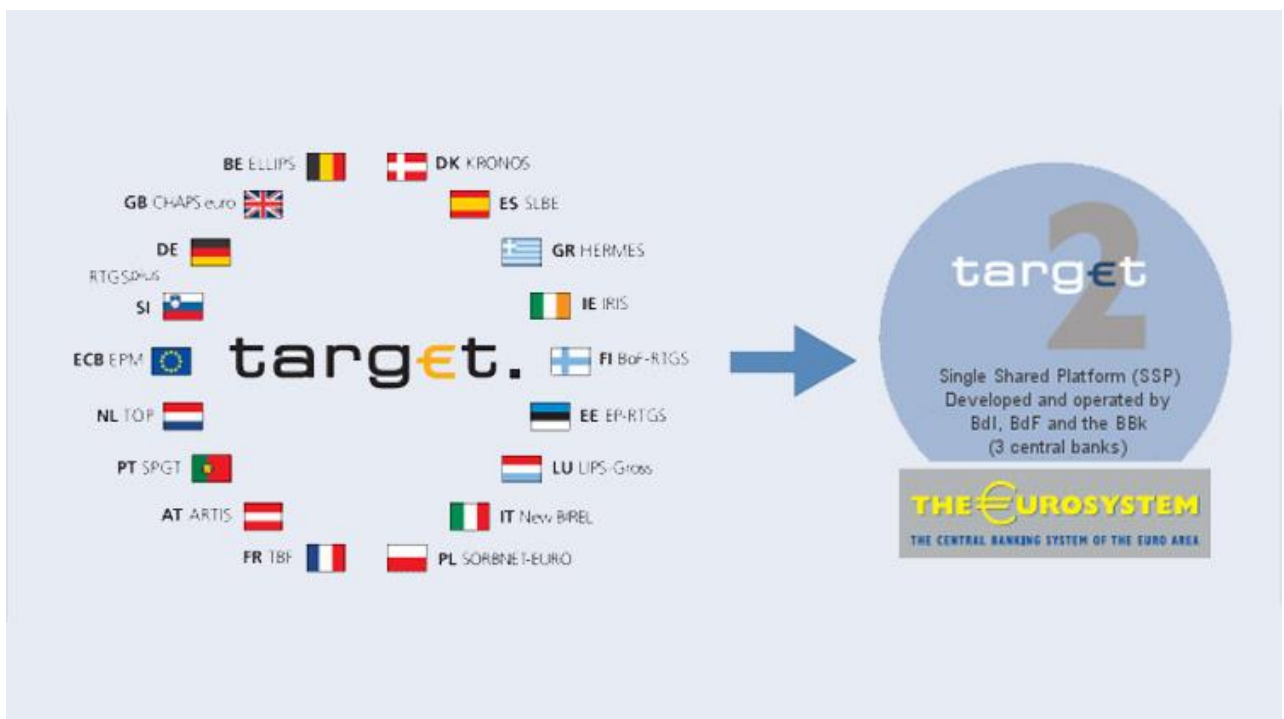 BE ELLIPS
DK KRONOS
GB CHAPS euro
ES SLBE
DE
RTGSplus
GR HERMES
SI
IE IRIS
ECB EPM
target.
FI BoF-RTGS
NL TOP
EE EP-RTGS
PT SPGT
LU LIPS-Gross
AT ARTIS
IT New BIREL
FR TBF
PL SORBNET-EURO
2
target
Single Shared Platform (SSP)
Developed and operated by
BdI, BdF and the BBk
(3 central banks)
THE €UROSYSTEM
THE CENTRAL BANKING SYSTEM OF THE EURO AREA